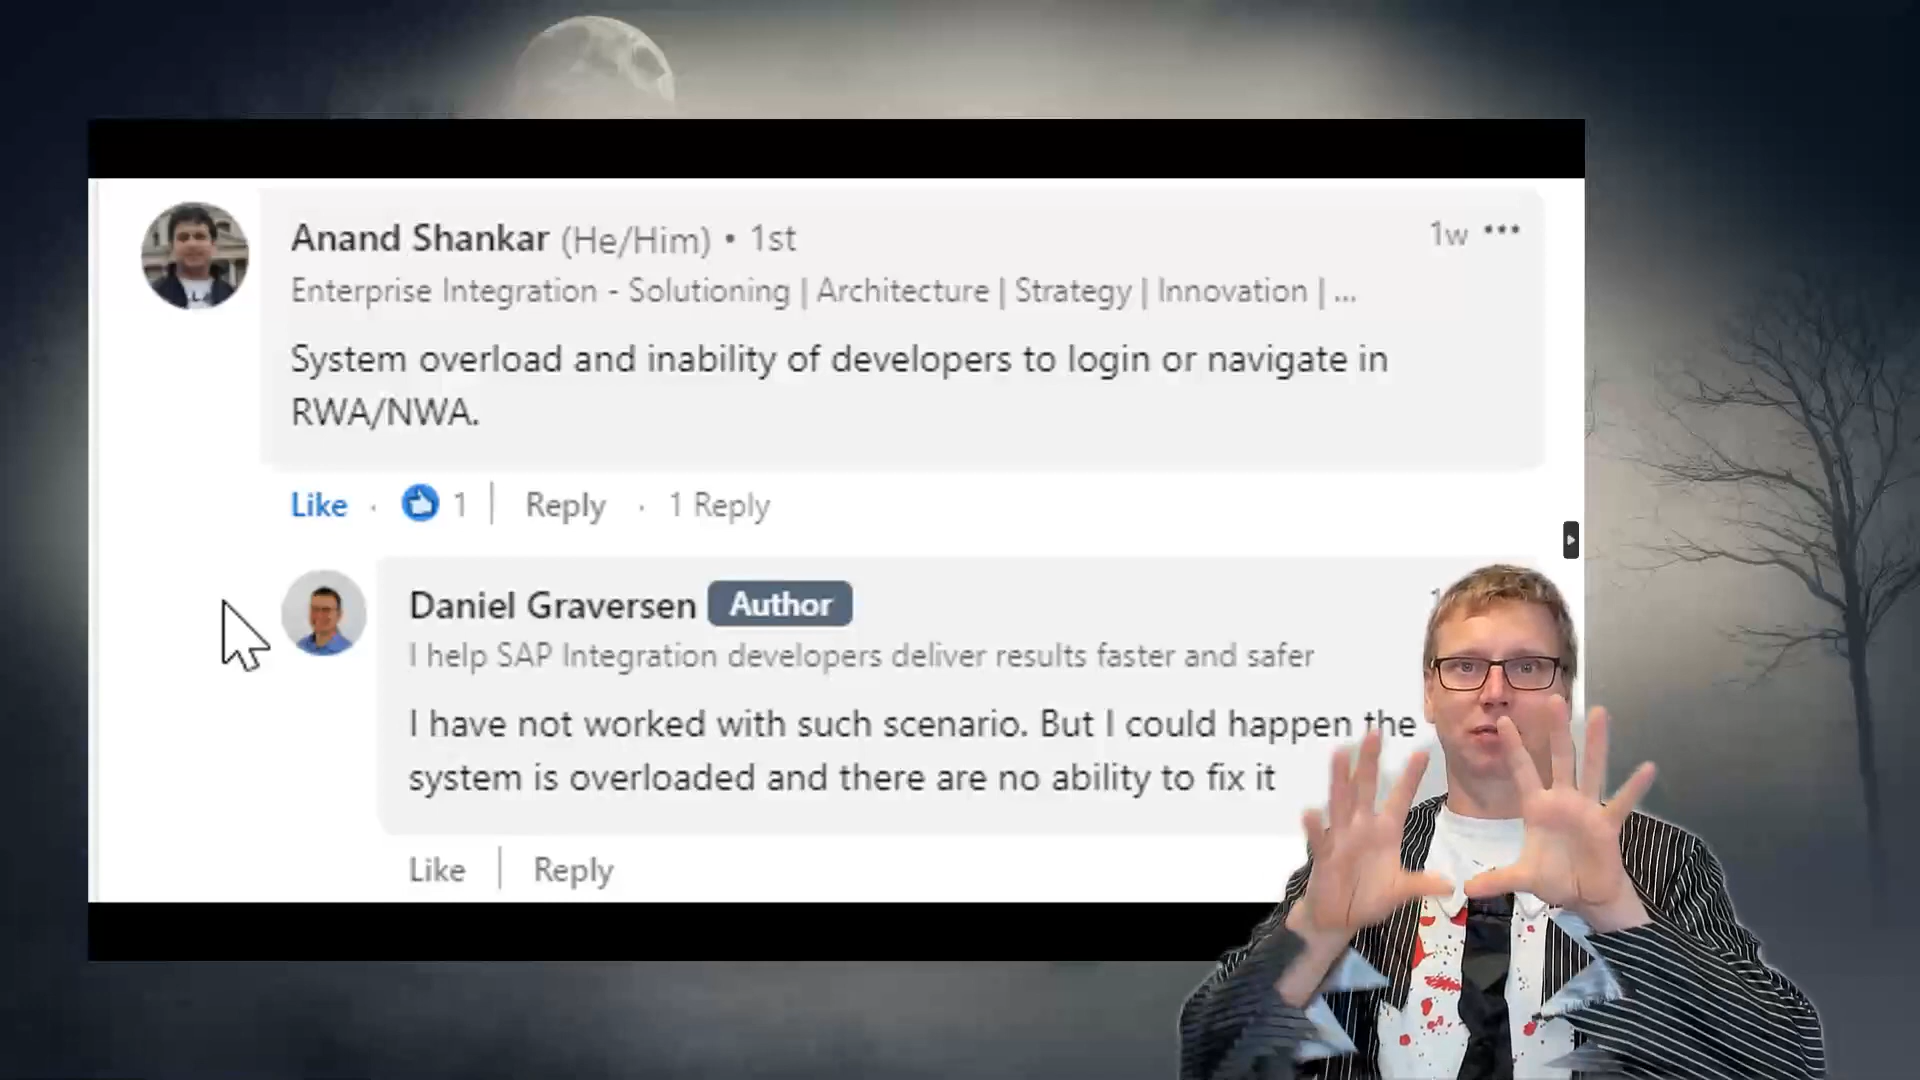 Anand Shankar (He/Him) • 1st
1w •••
Enterprise Integration - Solutioning | Architecture | Strategy | Innovation | ...
System overload and inability of developers to login or navigate in
RWA/NWA.
Like · 1 | Reply · 1 Reply
Daniel Graversen Author
I help SAP Integration developers deliver results faster and safer
I have not worked with such scenario. But I could happen the
system is overloaded and there are no ability to fix it
Like | Reply